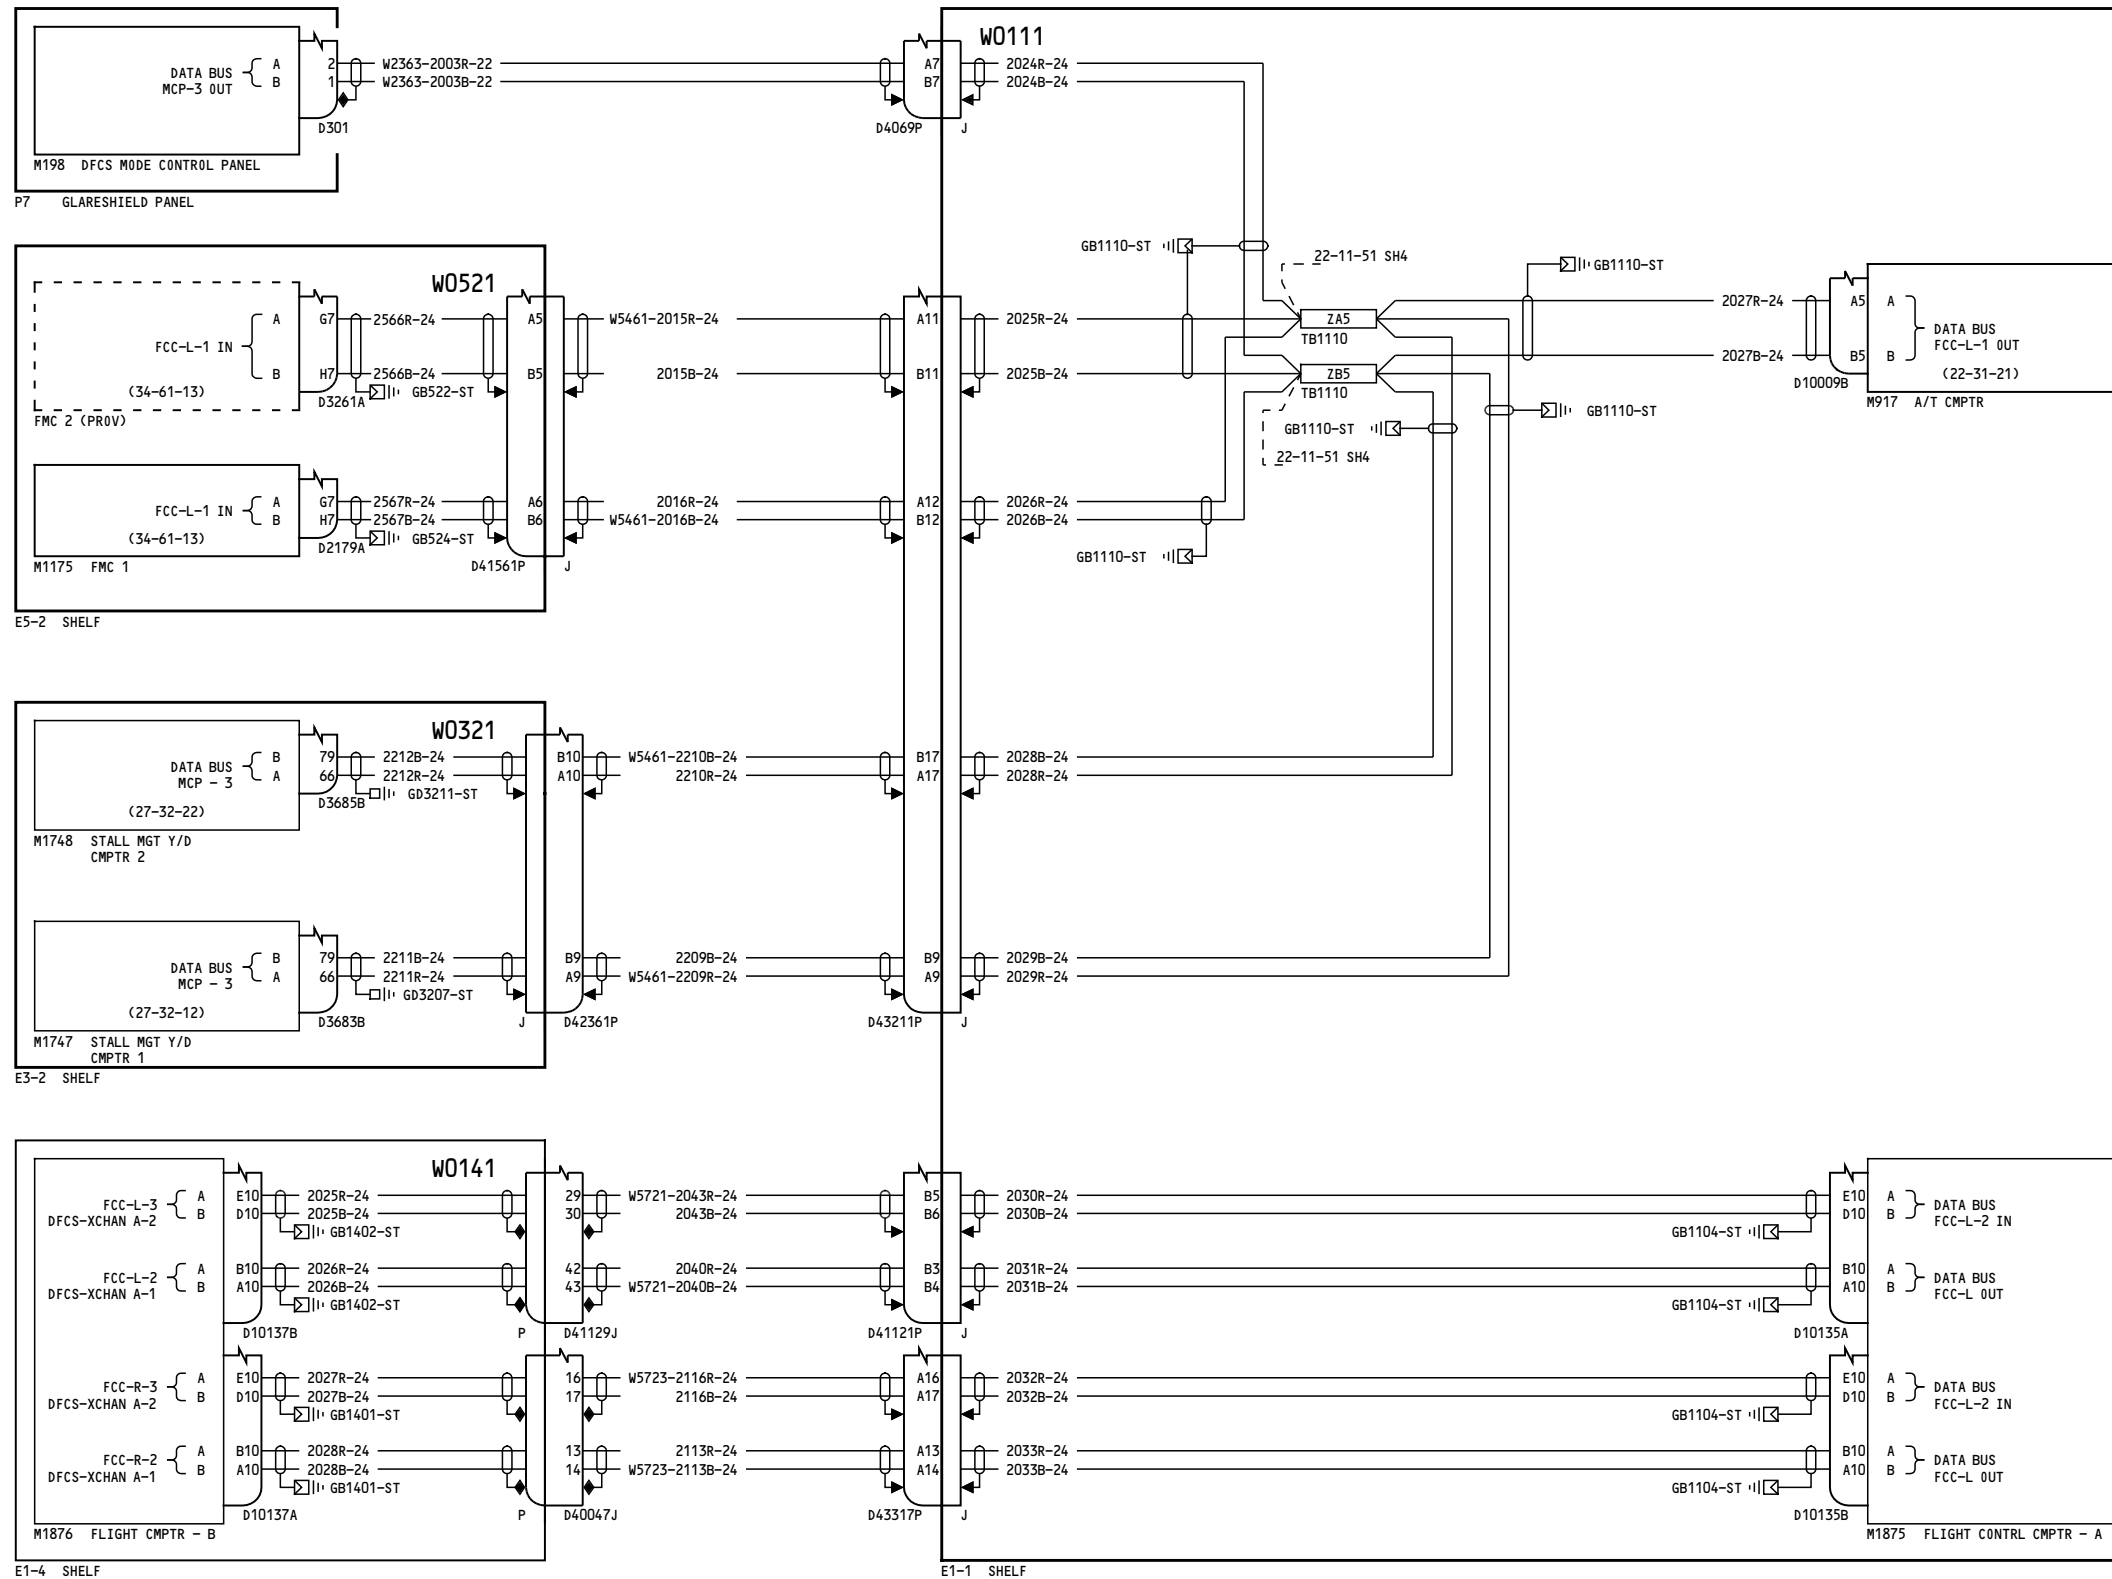 W0111
DATA BUS
MCP-3 OUT
A 2 W2363-2003R-22 A7 2024R-24
B 1 W2363-2003B-22 B7 2024B-24
D301 D4069P J
M198 DFCS MODE CONTROL PANEL
P7 GLARESHIELD PANEL
GB1110-ST
22-11-51 SH4
GB1110-ST
W0521
2027R-24 A5 A
A G7 2566R-24 A5 W5461-2015R-24 A11 2025R-24 ZA5
DATA BUS
FCC-L-1 OUT
TB1110
FCC-L-1 IN
2027B-24 B5 B
B H7 2566B-24 B5 2015B-24 B11 2025B-24 ZB5
(22-31-21)
D10009B
(34-61-13)
D3261A
GB522-ST
TB1110
M917 A/T CMPTR
GB1110-ST
FMC 2 (PROV)
GB1110-ST
22-11-51 SH4
A G7 2567R-24 A6 2016R-24 A12 2026R-24
FCC-L-1 IN
B H7 2567B-24 B6 W5461-2016B-24 B12 2026B-24
(34-61-13)
D2179A
GB524-ST
GB1110-ST
M1175 FMC 1
D41561P J
E5-2 SHELF
W0321
B 79 2212B-24 B10 W5461-2210B-24 B17 2028B-24
DATA BUS
MCP - 3
A 66 2212R-24 A10 2210R-24 A17 2028R-24
D3685B
GD3211-ST
(27-32-22)
M1748 STALL MGT Y/D
CMPTR 2
B 79 2211B-24 B9 2209B-24 B9 2029B-24
DATA BUS
MCP - 3
A 66 2211R-24 A9 W5461-2209R-24 A9 2029R-24
GD3207-ST
(27-32-12)
D3683B
J D42361P D43211P J
M1747 STALL MGT Y/D
CMPTR 1
E3-2 SHELF
W0141
A E10 2025R-24 29 W5721-2043R-24 B5 2030R-24 E10 A
FCC-L-3
DFCS-XCHAN A-2
DATA BUS
FCC-L-2 IN
B D10 2025B-24 30 2043B-24 B6 2030B-24 D10 B
GB1402-ST
GB1104-ST
A B10 2026R-24 42 2040R-24 B3 2031R-24 B10 A
FCC-L-2
DFCS-XCHAN A-1
DATA BUS
FCC-L OUT
B A10 2026B-24 43 W5721-2040B-24 B4 2031B-24 A10 B
GB1402-ST
GB1104-ST
D10137B P D41129J D41121P J D10135A
A E10 2027R-24 16 W5723-2116R-24 A16 2032R-24 E10 A
FCC-R-3
DFCS-XCHAN A-2
DATA BUS
FCC-L-2 IN
B D10 2027B-24 17 2116B-24 A17 2032B-24 D10 B
GB1401-ST
GB1104-ST
A B10 2028R-24 13 2113R-24 A13 2033R-24 B10 A
FCC-R-2
DFCS-XCHAN A-1
DATA BUS
FCC-L OUT
B A10 2028B-24 14 W5723-2113B-24 A14 2033B-24 A10 B
GB1401-ST
GB1104-ST
D10137A P D40047J D43317P J D10135B
M1876 FLIGHT CMPTR - B
M1875 FLIGHT CONTRL CMPTR - A
E1-4 SHELF
E1-1 SHELF